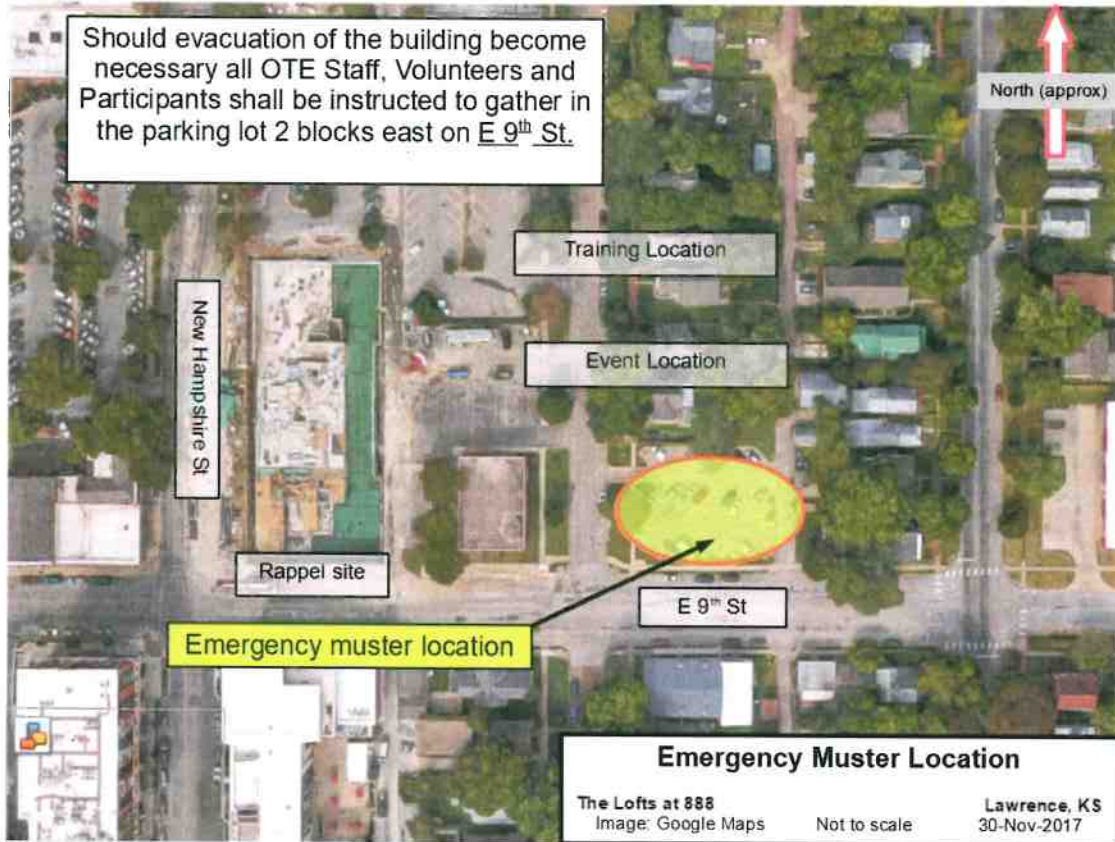 Should evacuation of the building become
necessary all OTE Staff, Volunteers and
Participants shall be instructed to gather in
the parking lot 2 blocks east on E 9th St.
North (approx)
Training Location
Event Location
New Hampshire St
Rappel site
E 9th St
Emergency muster location
Emergency Muster Location
The Lofts at 888 Lawrence, KS
Image: Google Maps Not to scale 30-Nov-2017